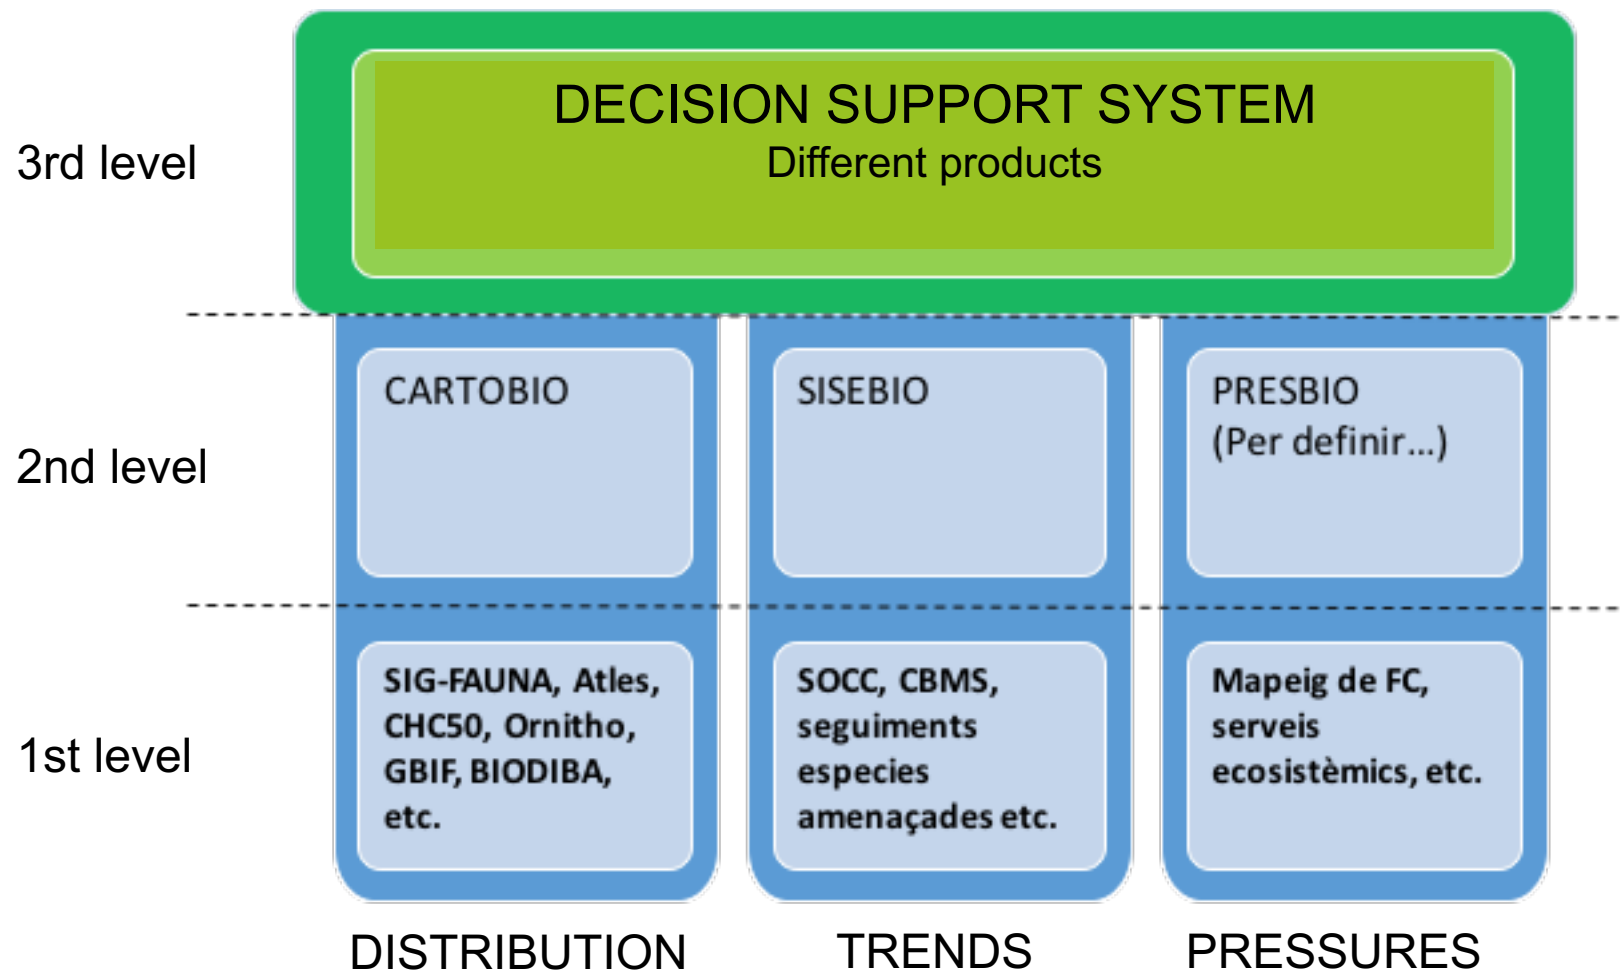 DECISION SUPPORT SYSTEM
Different products
3rd level
CARTOBIO
SISEBIO
PRESBIO
(Per definir...)
2nd level
SIG-FAUNA, Atles,
CHC50, Ornitho,
GBIF, BIODIBA,
etc.
SOCC, CBMS,
seguiments
especies
amenaçades etc.
Mapeig de FC,
serveis
ecosistèmics, etc.
1st level
DISTRIBUTION
TRENDS
PRESSURES